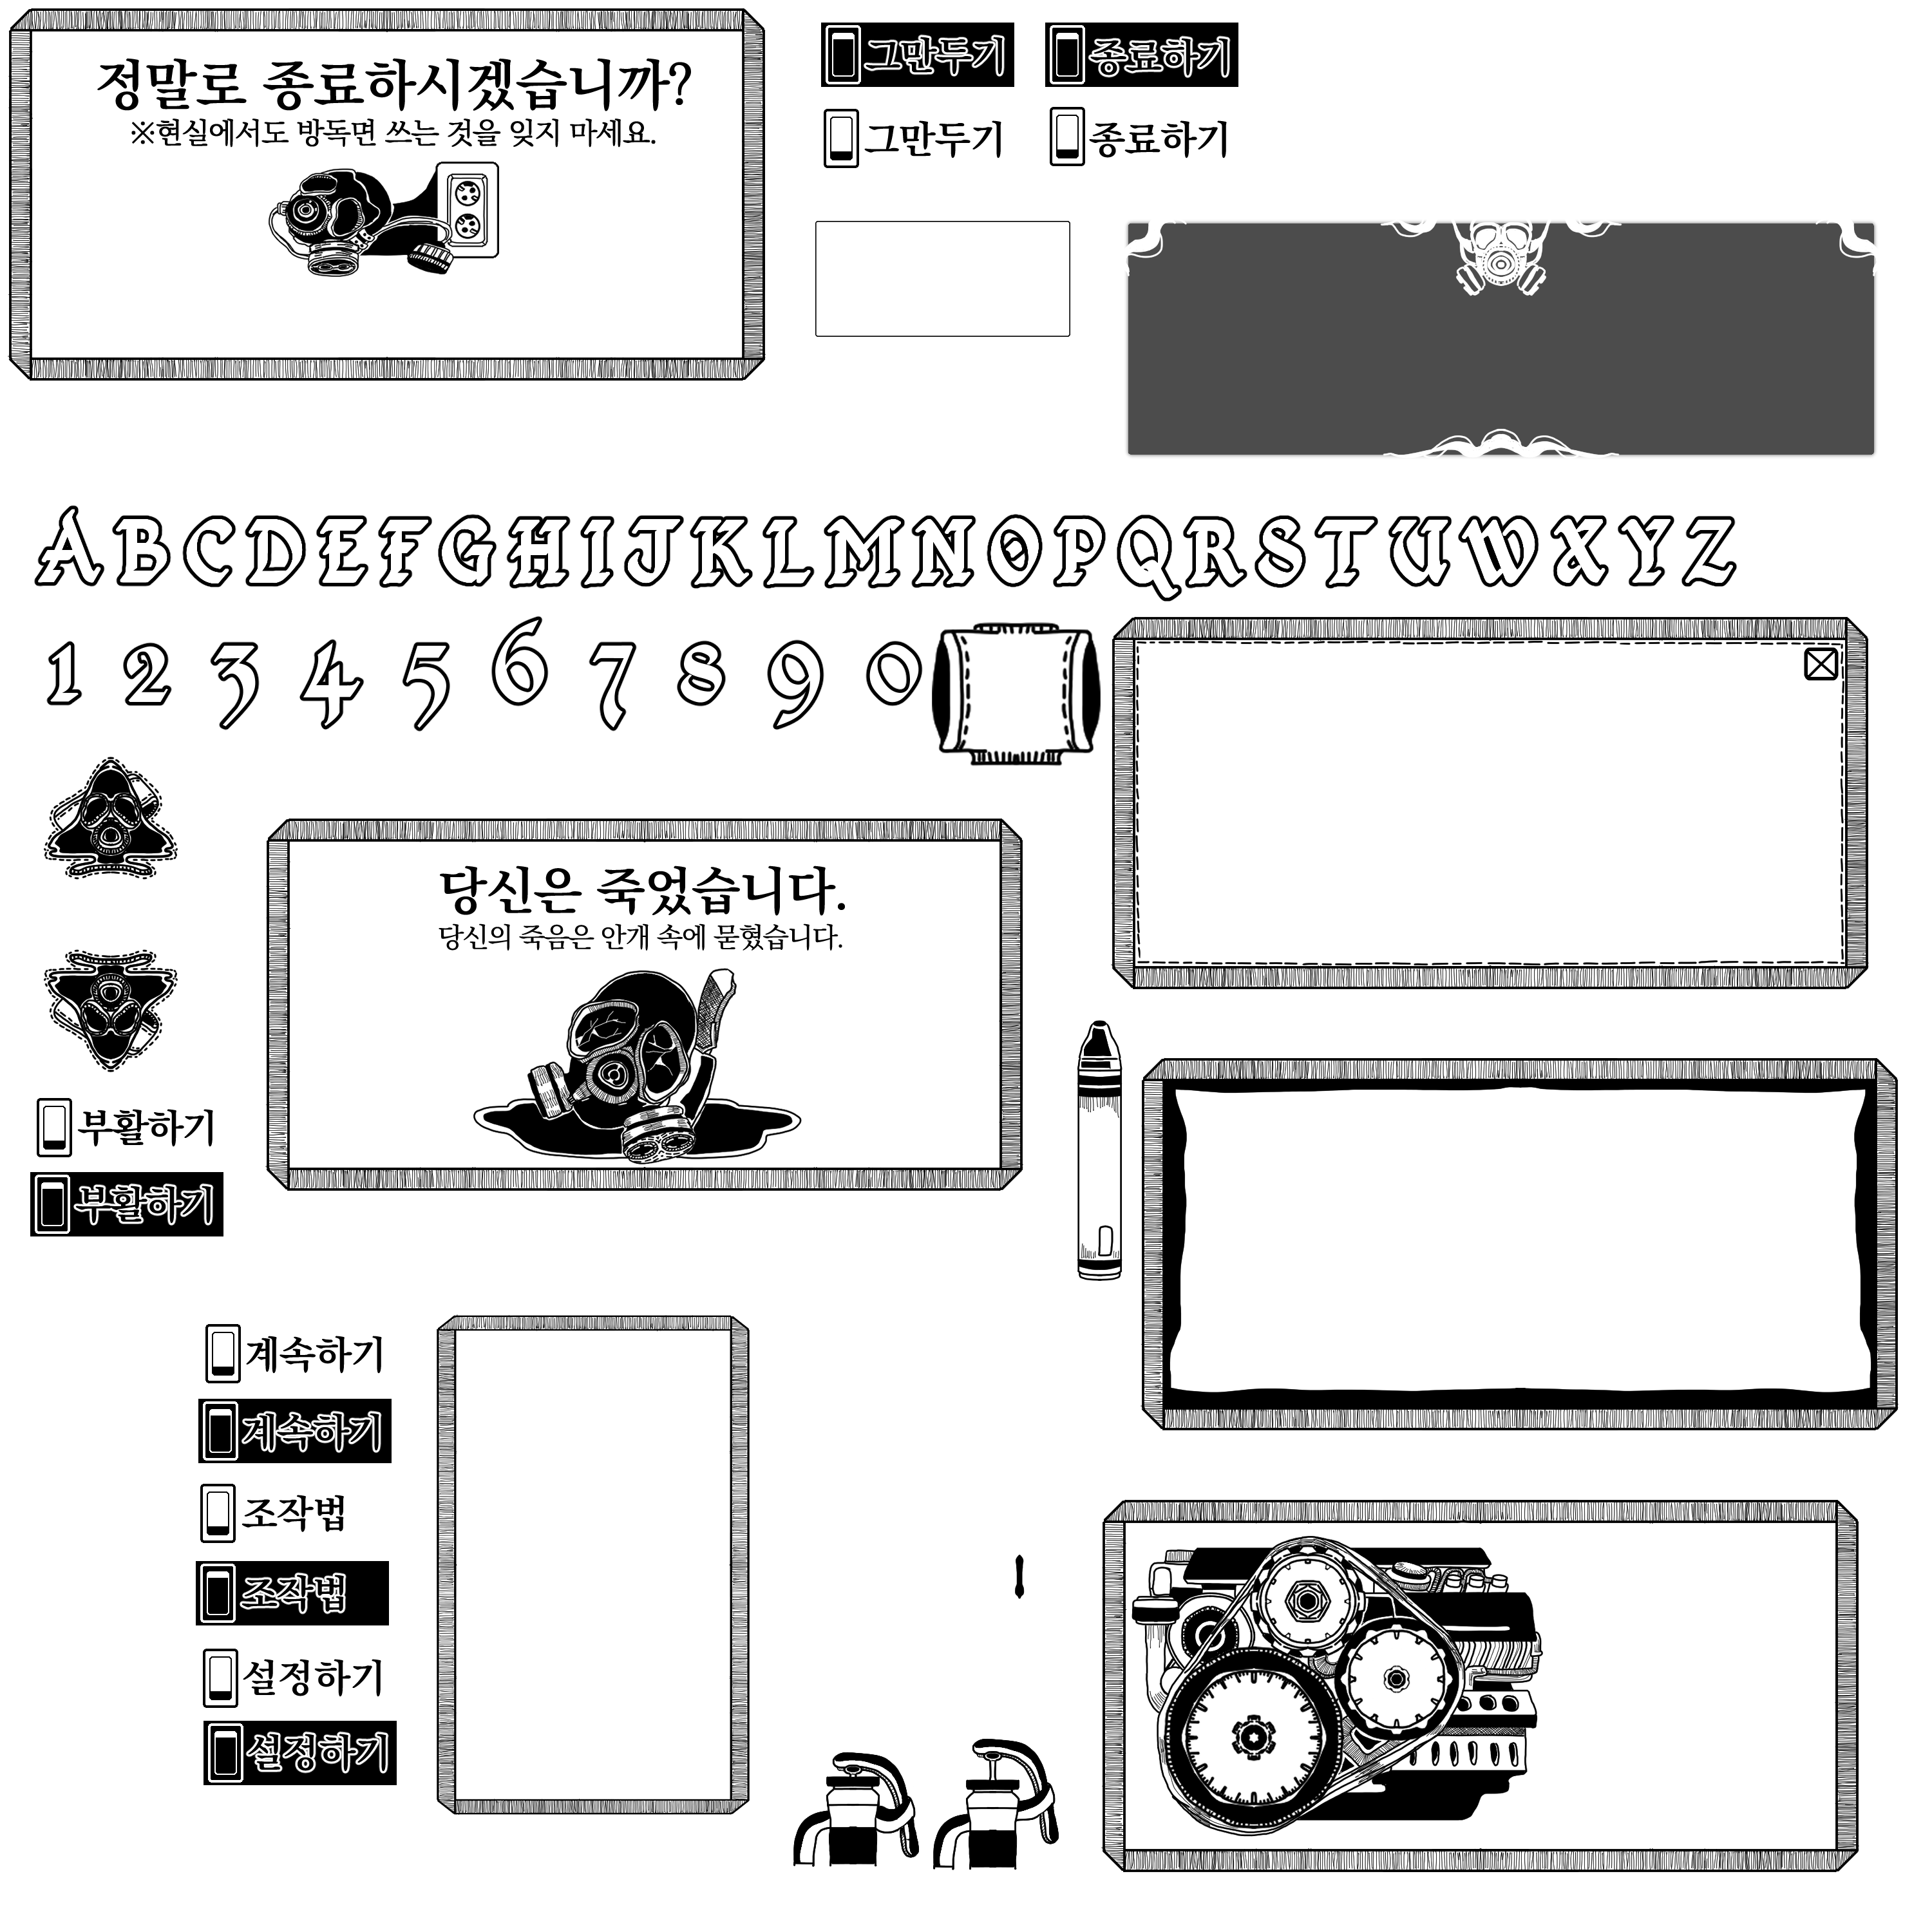 정말로 종료하시겠습니까?
※현실에서도 방독면 쓰는 것을 잊지 마세요.
그만두기
종료하기
그만두기
종료하기
A B C D E F G H I J K L M N O P Q R S T U W X Y Z
1 2 3 4 5 6 7 8 9 0
당신은 죽었습니다.
당신의 죽음은 안개 속에 묻혔습니다.
부활하기
부활하기
계속하기
계속하기
조작법
조작법
설정하기
설정하기